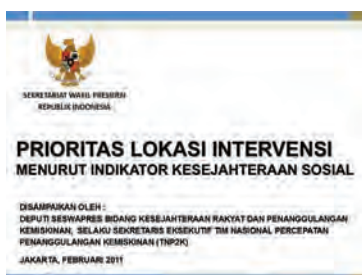 SEKRETARIAT WAKIL PRESIDEN
REPUBLIK INDONESIA
PRIORITAS LOKASI INTERVENSI
MENURUT INDIKATOR KESEJAHTERAAN SOSIAL
DISAMPAIKAN OLEH :
DEPUTI SESWAPRES BIDANG KESEJAHTERAAN RAKYAT DAN PENANGGULANGAN
KEMISKINAN, SELAKU SEKRETARIS EKSEKUTIF TIM NASIONAL PERCEPATAN
PENANGGULANGAN KEMISKINAN (TNP2K)
JAKARTA, FEBRUARI 2011